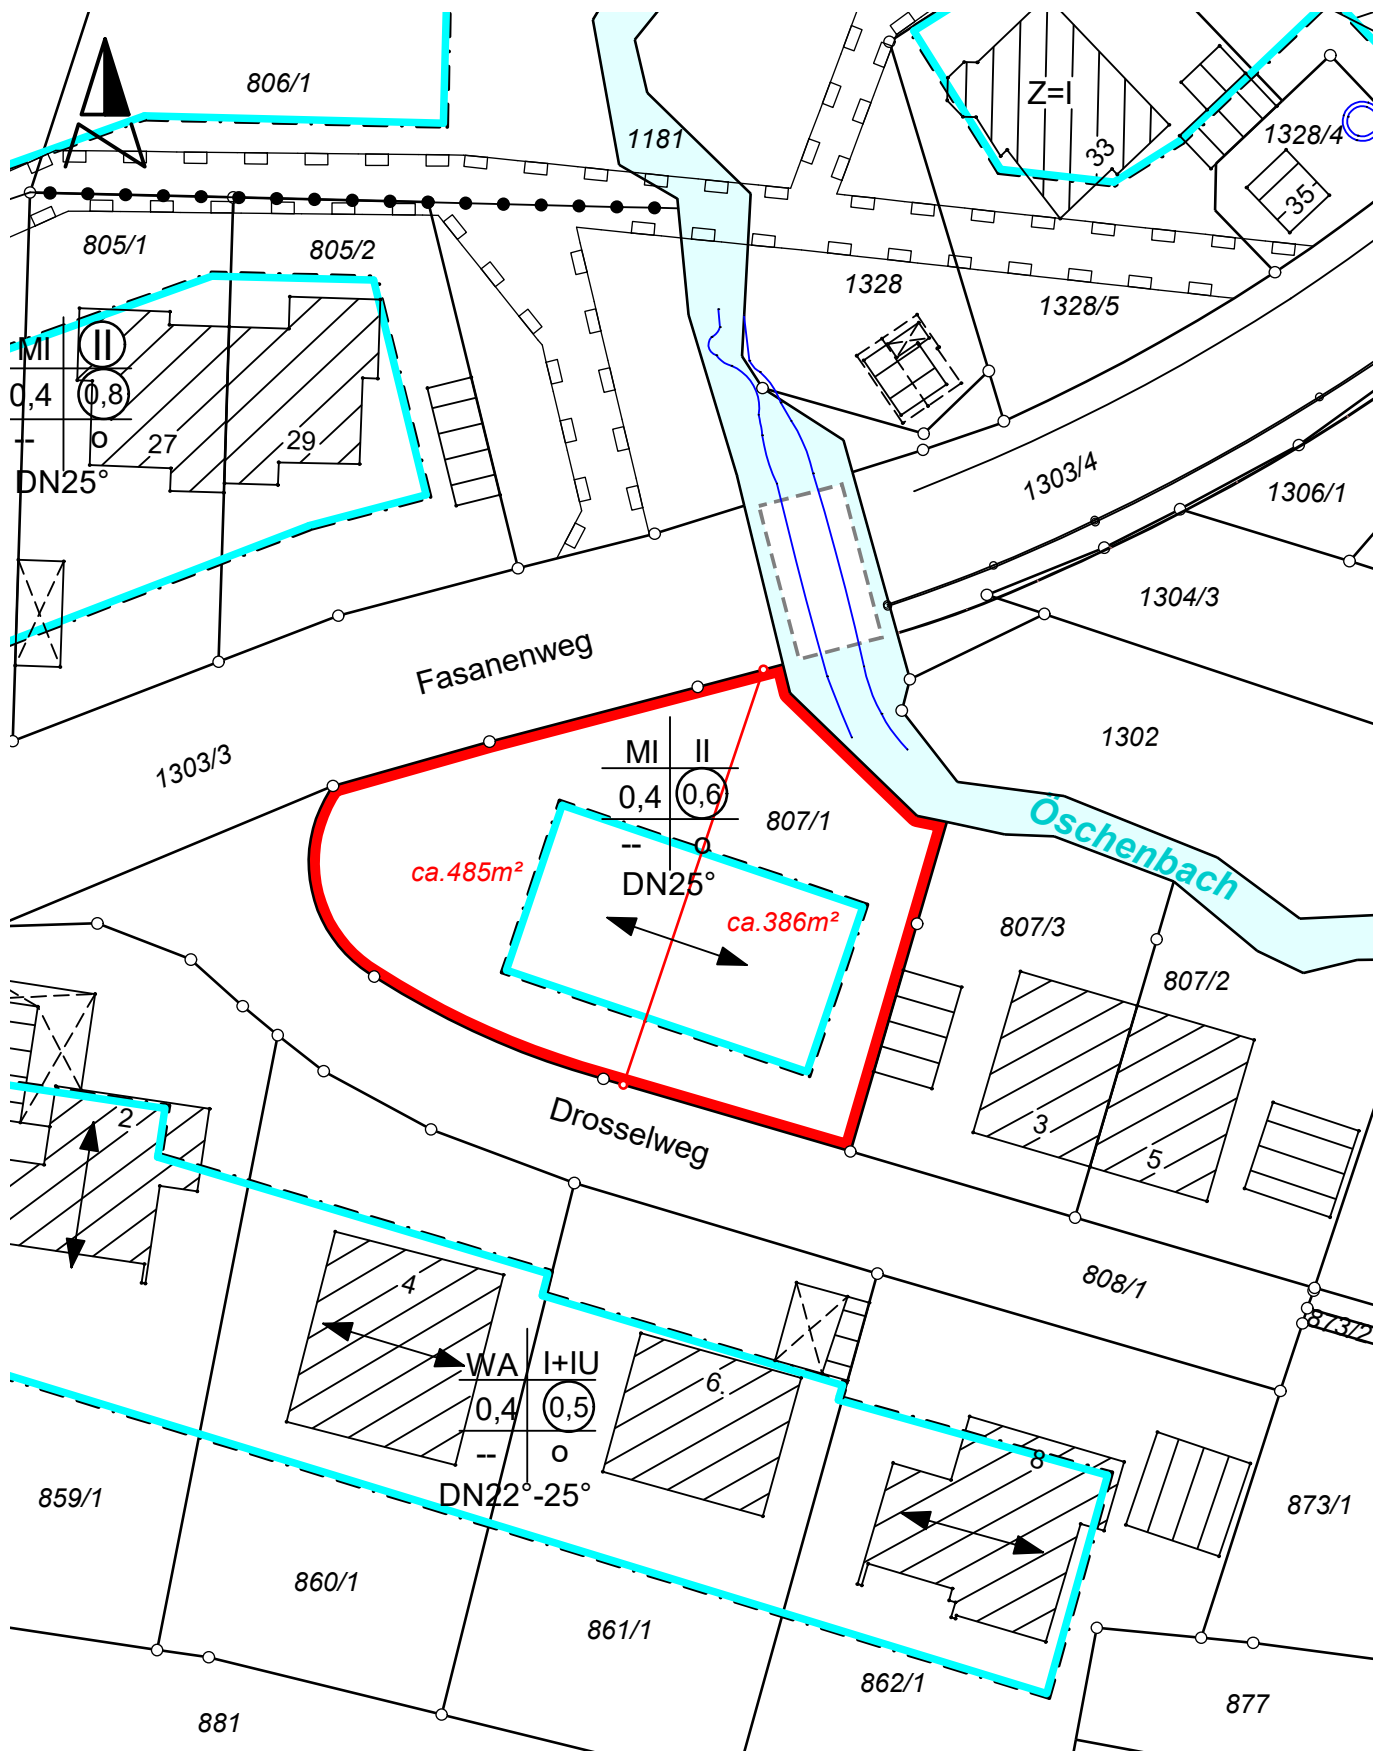 806/1
1181
Z=I
33
1328/4
35
805/1
805/2
1328
1328/5
MI II
0,4 0,8
-- o
DN25°
27
29
1303/4
1306/1
1304/3
Fasanenweg
1303/3
1302
MI II
0,4 0,6
-- o
DN25°
807/1
Öschenbach
ca.485m²
ca.386m²
807/3
807/2
2
Drosselweg
3
5
4
808/1
873/2
WA I+IU
0,4 0,5
-- o
DN22°-25°
6
8
859/1
873/1
860/1
861/1
862/1
877
881